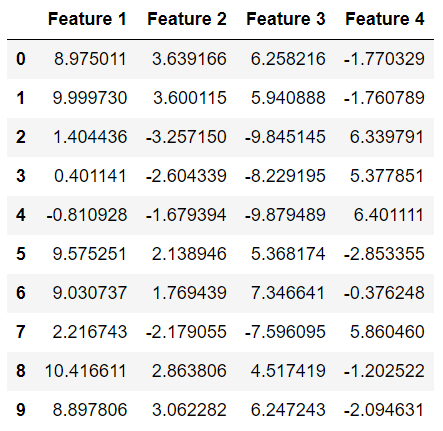 Feature 1 Feature 2 Feature 3 Feature 4
0 8.975011 3.639166 6.258216 -1.770329
1 9.999730 3.600115 5.940888 -1.760789
2 1.404436 -3.257150 -9.845145 6.339791
3 0.401141 -2.604339 -8.229195 5.377851
4 -0.810928 -1.679394 -9.879489 6.401111
5 9.575251 2.138946 5.368174 -2.853355
6 9.030737 1.769439 7.346641 -0.376248
7 2.216743 -2.179055 -7.596095 5.860460
8 10.416611 2.863806 4.517419 -1.202522
9 8.897806 3.062282 6.247243 -2.094631